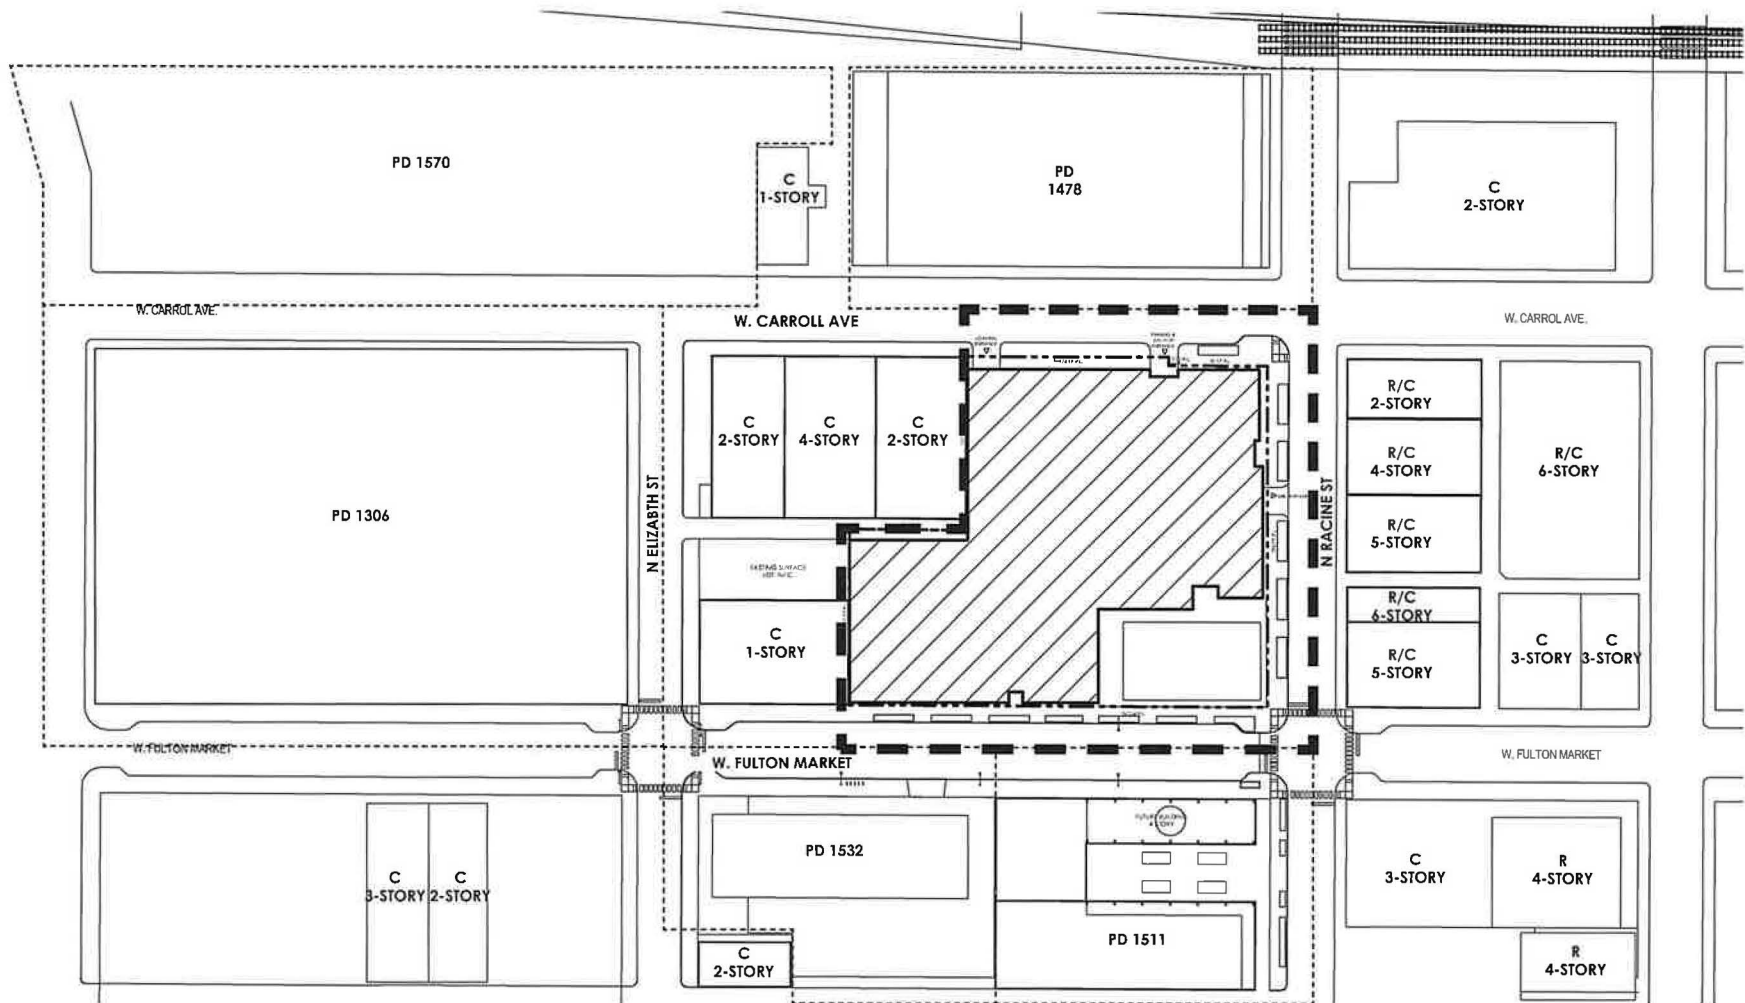 PD 1570
C
1-STORY
PD
1478
C
2-STORY
W. CARROL AVE.
W. CARROLL AVE
W. CARROL AVE.
C
2-STORY
C
4-STORY
C
2-STORY
R/C
2-STORY
R/C
4-STORY
R/C
6-STORY
PD 1306
N ELIZABTH ST
N RACINE ST
R/C
5-STORY
EXISTING SURFACE
C
1-STORY
R/C
6-STORY
R/C
5-STORY
C
3-STORY
C
3-STORY
W. FULTON MARKET
W. FULTON MARKET
W. FULTON MARKET
PD 1532
C
3-STORY
C
2-STORY
C
3-STORY
R
4-STORY
PD 1511
C
2-STORY
R
4-STORY